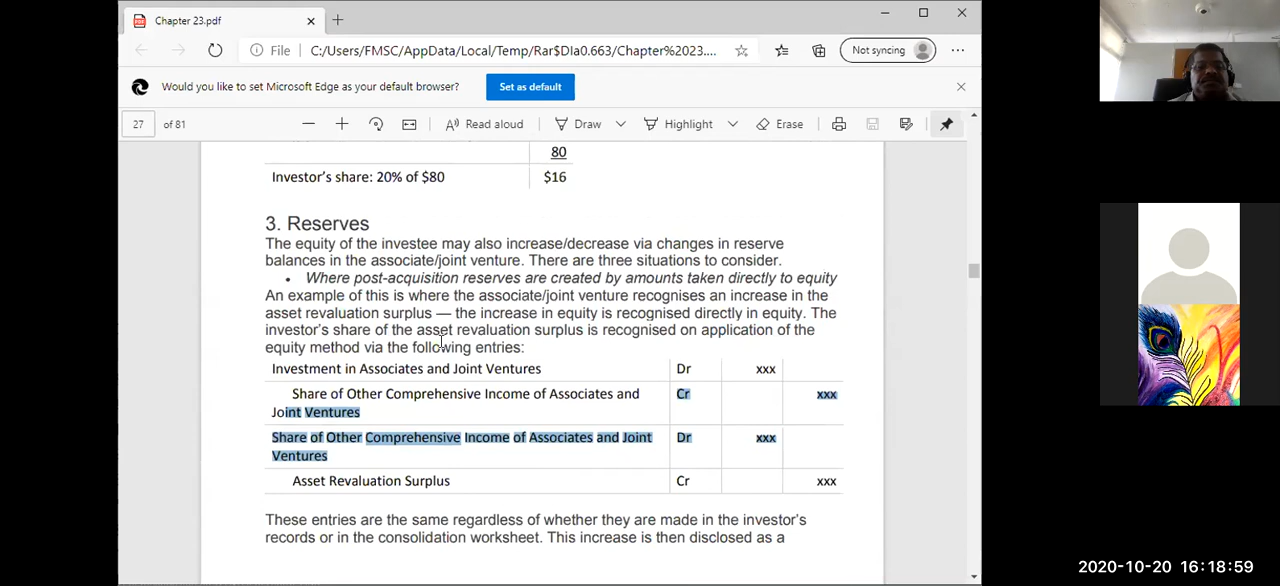 Chapter 23.pdf
File
C:/Users/FMSC/AppData/Local/Temp/Rar$DIa0.663/Chapter%2023....
Not syncing
Would you like to set Microsoft Edge as your default browser?
Set as default
27 of 81
Read aloud
Draw
Highlight
Erase
80
Investor's share: 20% of $80 $16
3. Reserves
The equity of the investee may also increase/decrease via changes in reserve
balances in the associate/joint venture. There are three situations to consider.
• Where post-acquisition reserves are created by amounts taken directly to equity
An example of this is where the associate/joint venture recognises an increase in the
asset revaluation surplus — the increase in equity is recognised directly in equity. The
investor's share of the asset revaluation surplus is recognised on application of the
equity method via the following entries:
Investment in Associates and Joint Ventures Dr xxx
Share of Other Comprehensive Income of Associates and Cr xxx
Joint Ventures
Share of Other Comprehensive Income of Associates and Joint Dr xxx
Ventures
Asset Revaluation Surplus Cr xxx
These entries are the same regardless of whether they are made in the investor's
records or in the consolidation worksheet. This increase is then disclosed as a
2020-10-20 16:18:59